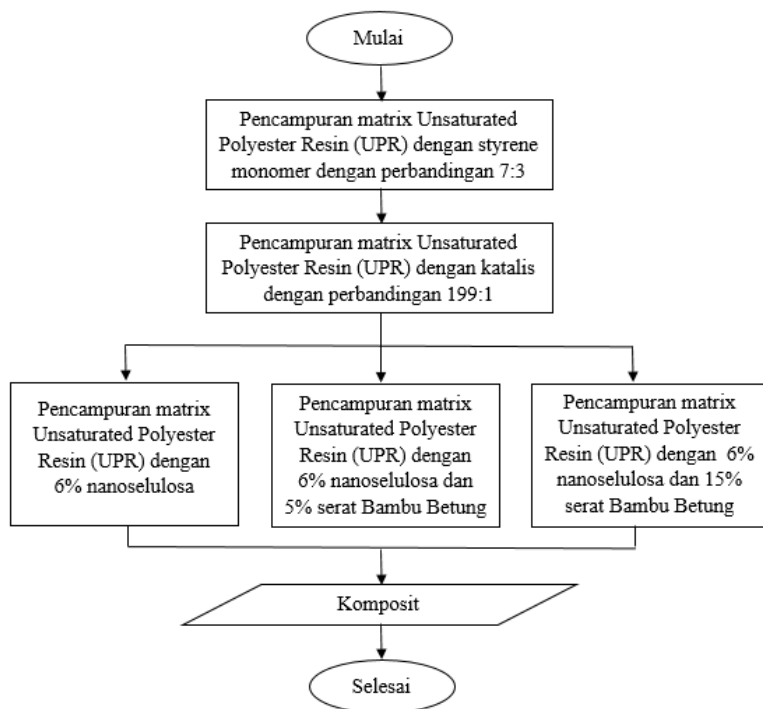 Mulai
Pencampuran matrix Unsaturated
Polyester Resin (UPR) dengan styrene
monomer dengan perbandingan 7:3
Pencampuran matrix Unsaturated
Polyester Resin (UPR) dengan katalis
dengan perbandingan 199:1
Pencampuran matrix
Unsaturated Polyester
Resin (UPR) dengan
6% nanoselulosa
Pencampuran matrix
Unsaturated Polyester
Resin (UPR) dengan
6% nanoselulosa dan
5% serat Bambu Betung
Pencampuran matrix
Unsaturated Polyester
Resin (UPR) dengan 6%
nanoselulosa dan 15%
serat Bambu Betung
Komposit
Selesai